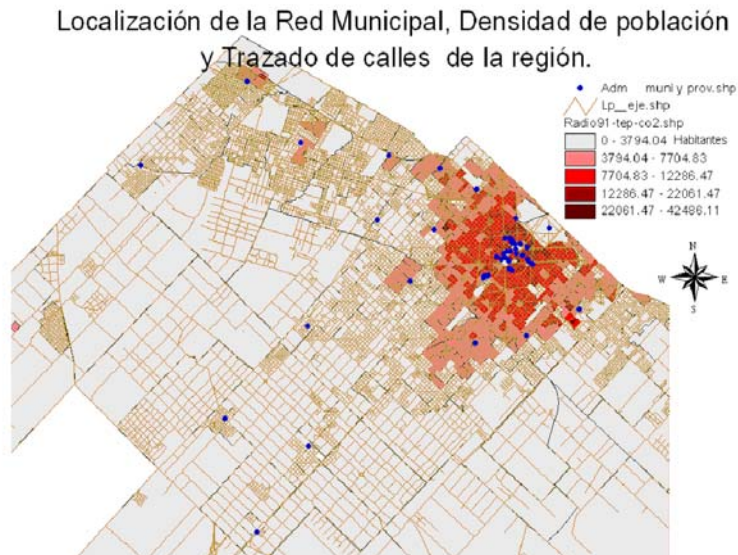 Localización de la Red Municipal, Densidad de población
y Trazado de calles de la región.
Adm muni y prov.shp
Lp__eje.shp
Radio91-tep-co2.shp
0 - 3794.04 Habitantes
3794.04 - 7704.83
7704.83 - 12286.47
12286.47 - 22061.47
22061.47 - 42486.11
N
W E
S